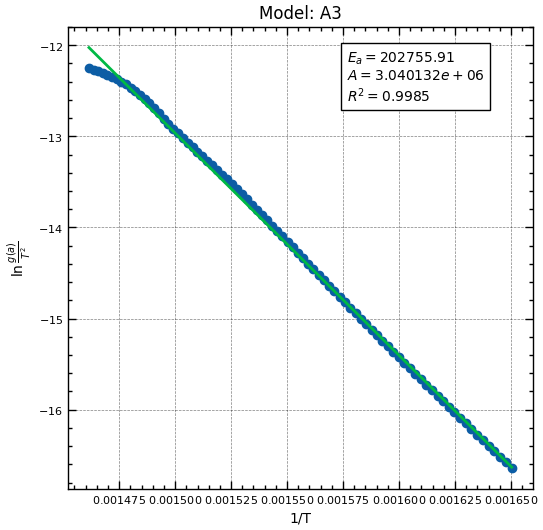 Model: A3
E_a = 202755.91
A = 3.040132e + 06
R² = 0.9985
ln g(a)/T²
−12
−13
−14
−15
−16
0.001475 0.001500 0.001525 0.001550 0.001575 0.001600 0.001625 0.001650
1/T